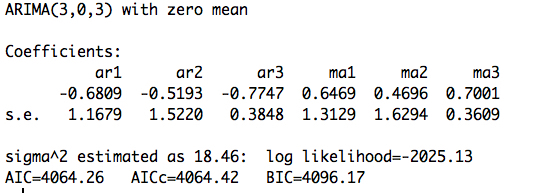 ARIMA(3,0,3) with zero mean
Coefficients:
ar1 ar2 ar3 ma1 ma2 ma3
-0.6809 -0.5193 -0.7747 0.6469 0.4696 0.7001
s.e. 1.1679 1.5220 0.3848 1.3129 1.6294 0.3609
sigma^2 estimated as 18.46: log likelihood=-2025.13
AIC=4064.26 AICc=4064.42 BIC=4096.17